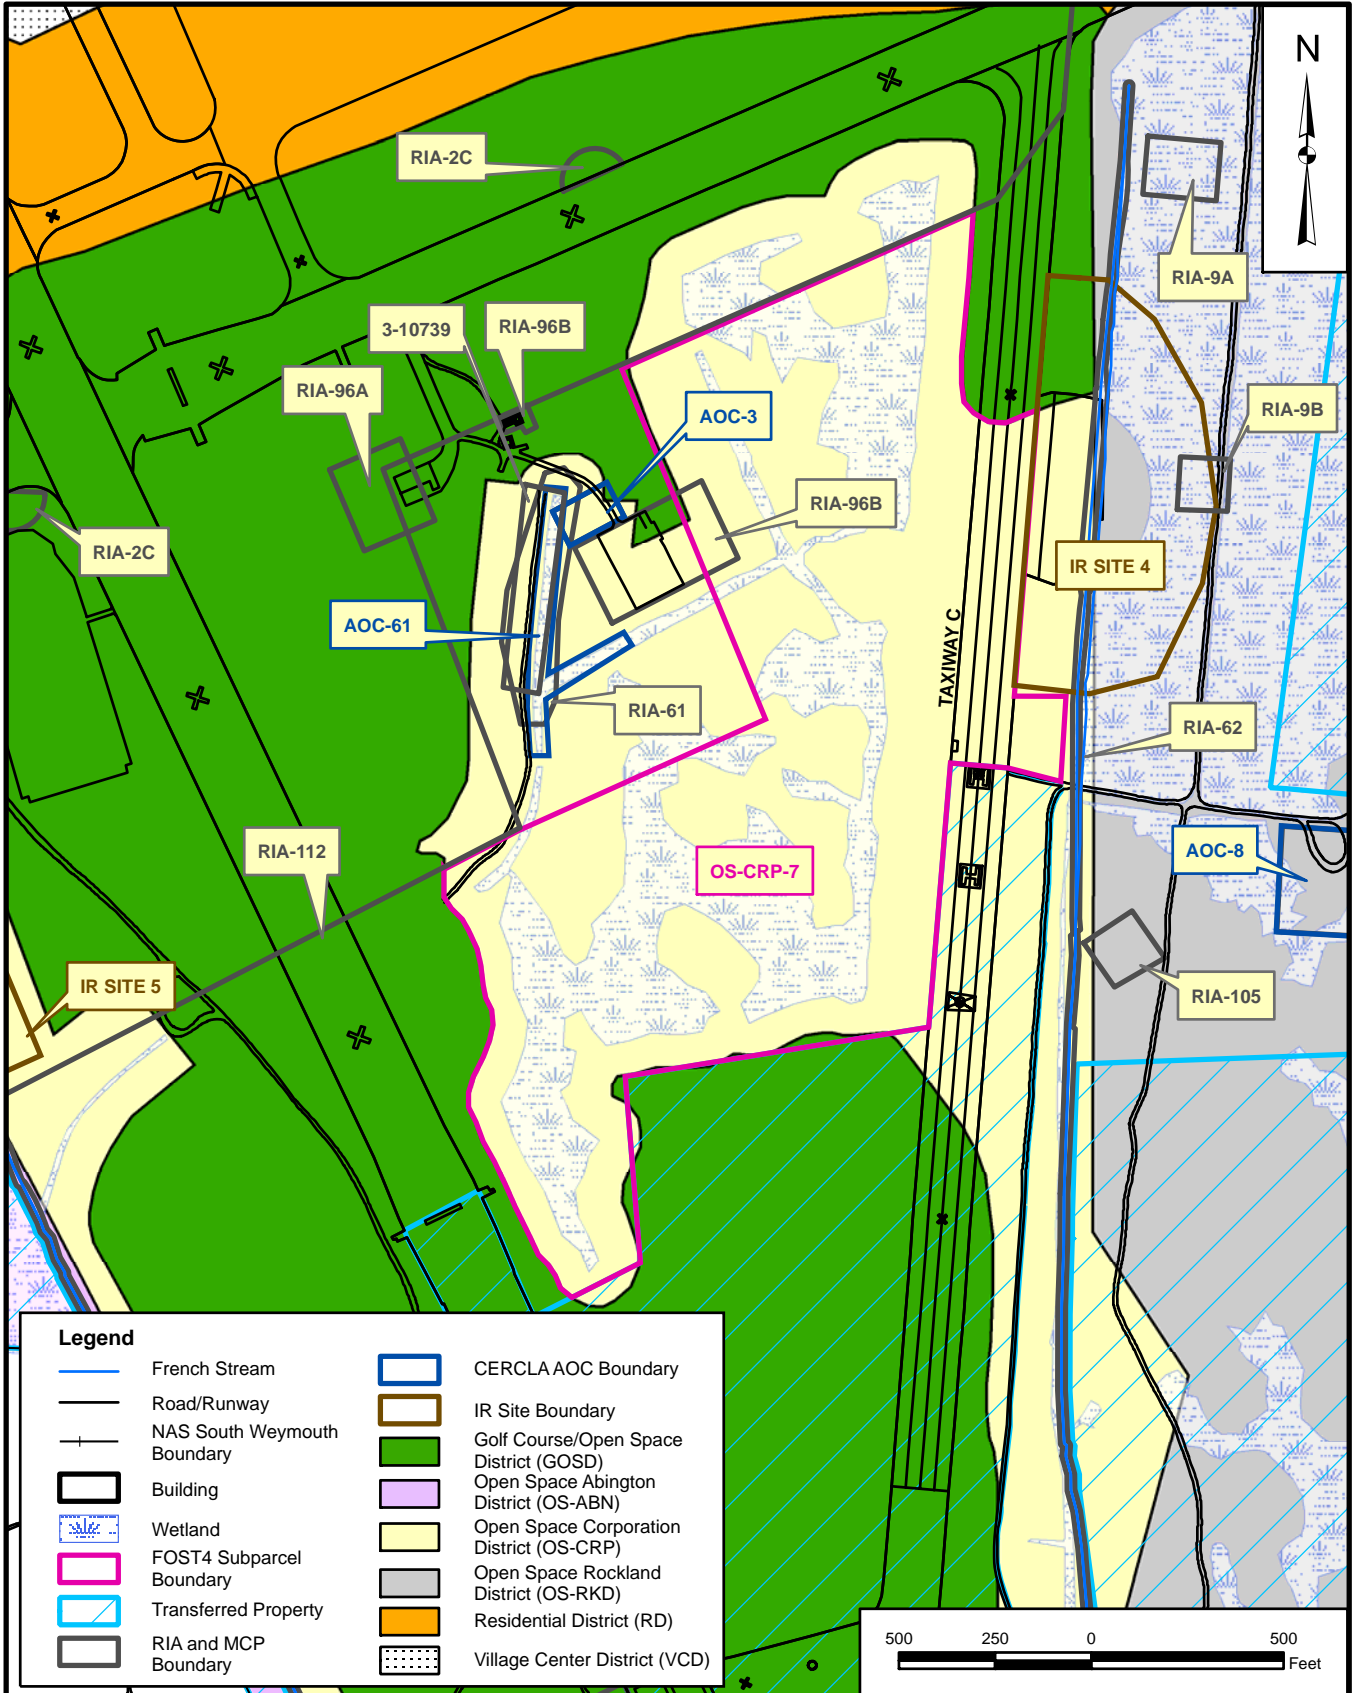 N
RIA-2C
RIA-9A
3-10739
RIA-96B
RIA-96A
AOC-3
RIA-9B
RIA-96B
RIA-2C
IR SITE 4
AOC-61
TAXIWAY C
RIA-61
RIA-62
RIA-112
AOC-8
OS-CRP-7
IR SITE 5
RIA-105
Legend
French Stream
Road/Runway
NAS South Weymouth
Boundary
Building
Wetland
FOST4 Subparcel
Boundary
Transferred Property
RIA and MCP
Boundary
CERCLA AOC Boundary
IR Site Boundary
Golf Course/Open Space
District (GOSD)
Open Space Abington
District (OS-ABN)
Open Space Corporation
District (OS-CRP)
Open Space Rockland
District (OS-RKD)
Residential District (RD)
Village Center District (VCD)
500 250 0 500
Feet